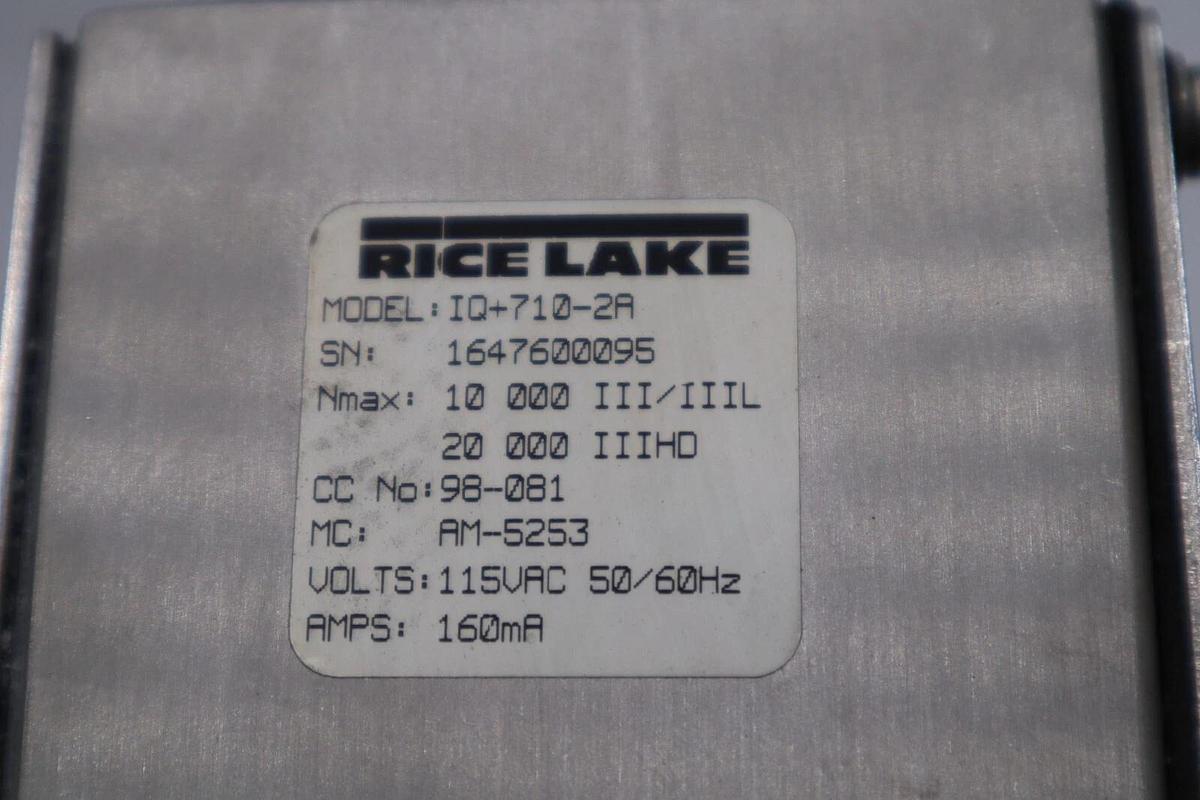 RICE LAKE
MODEL: IQ+710-2A
SN: 1647600095
Nmax: 10 000 III/IIIL
20 000 IIIHD
CC No: 98-081
MC: AM-5253
VOLTS: 115VAC 50/60Hz
AMPS: 160mA